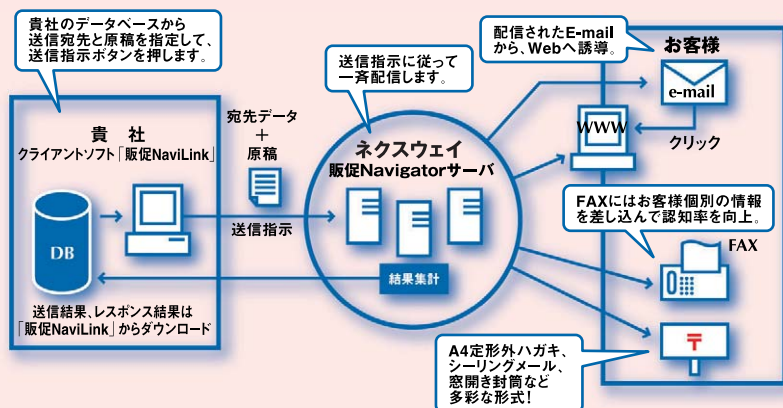 貴社のデータベースから
送信宛先と原稿を指定して、
送信指示ボタンを押します。
貴 社
クライアントソフト「販促NaviLink」
DB
送信結果、レスポンス結果は
「販促NaviLink」からダウンロード
宛先データ
＋
原稿
送信指示
送信指示に従って
一斉配信します。
ネクスウェイ
販促Navigatorサーバ
結果集計
配信されたE-mail
から、Webへ誘導。
お客様
e-mail
WWW
クリック
FAXにはお客様個別の情報
を差し込んで認知率を向上。
FAX
〒
A4定形外ハガキ、
シーリングメール、
窓開き封筒など
多彩な形式！